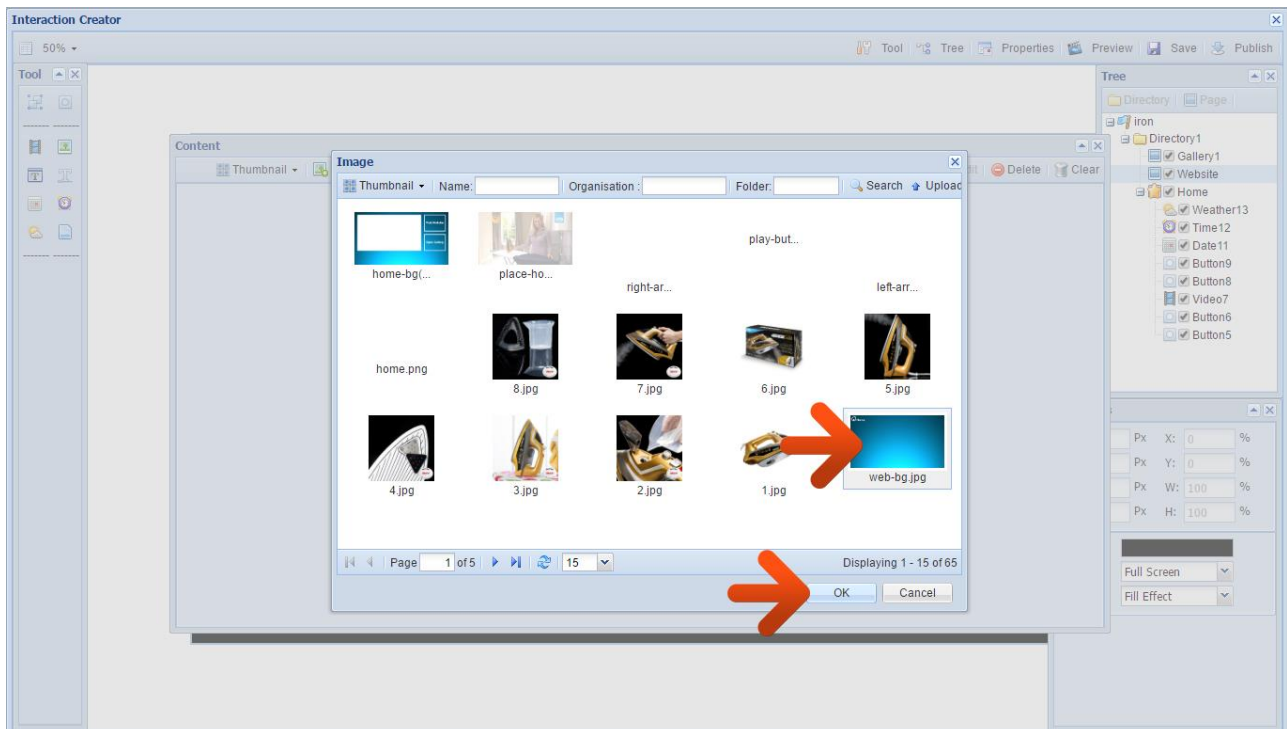 Interaction Creator
50%
Tool Tree Properties Preview Save Publish
Tool
Tree
Directory Page
iron
Directory1
Gallery1
Website
Home
Weather13
Time12
Date11
Button9
Button8
Video7
Button6
Button5
Content
Thumbnail
Delete Clear
Image
Thumbnail Name: Organisation : Folder: Search Upload
home-bg(...
place-ho...
right-ar...
play-but...
left-arr...
home.png
8.jpg
7.jpg
6.jpg
5.jpg
4.jpg
3.jpg
2.jpg
1.jpg
web-bg.jpg
Page 1 of 5 15 Displaying 1 - 15 of 65
OK Cancel
Px X: 0 %
Px Y: 0 %
Px W: 100 %
Px H: 100 %
Full Screen
Fill Effect